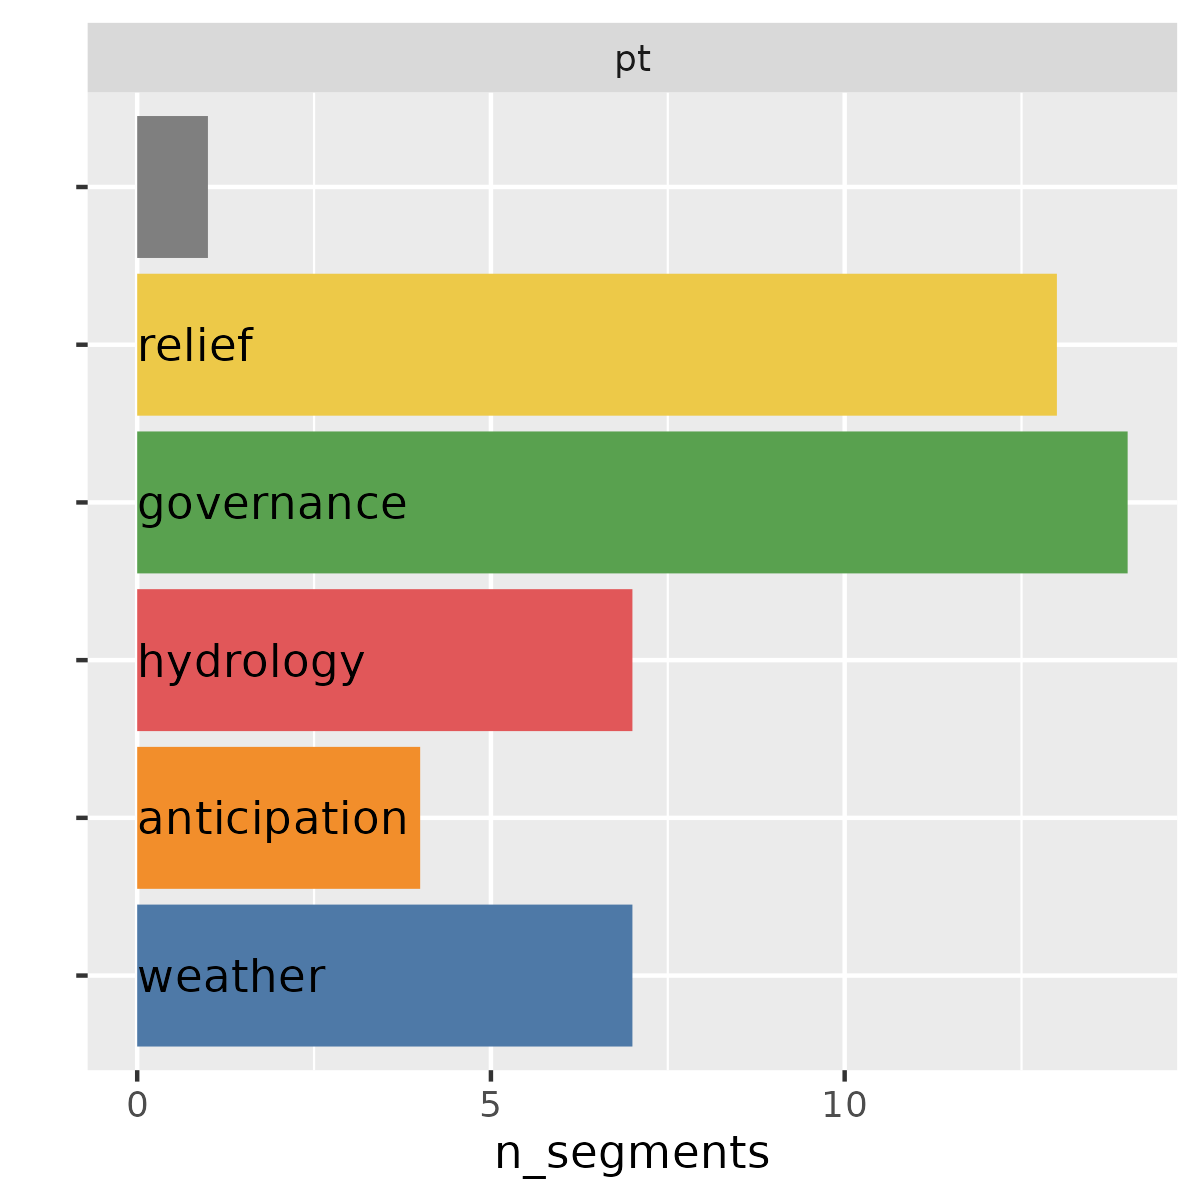 pt
relief
governance
hydrology
anticipation
weather
0 5 10
n_segments